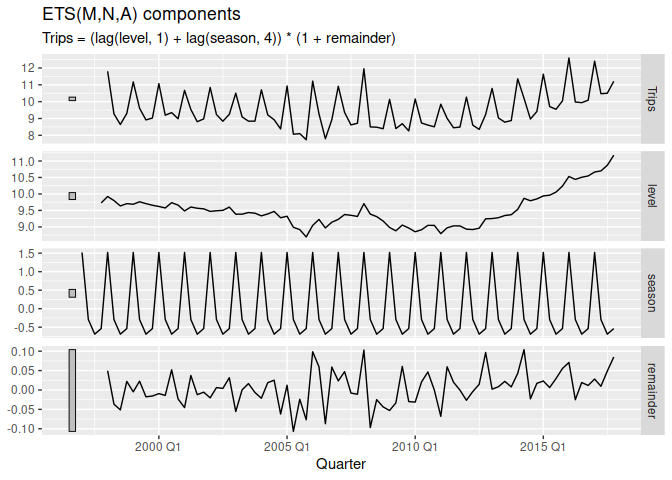 ETS(M,N,A) components
Trips = (lag(level, 1) + lag(season, 4)) * (1 + remainder)
12
11
10
9
8
Trips
11.0
10.5
10.0
9.5
9.0
level
1.5
1.0
0.5
0.0
-0.5
season
0.10
0.05
0.00
-0.05
-0.10
remainder
2000 Q1
2005 Q1
2010 Q1
2015 Q1
Quarter